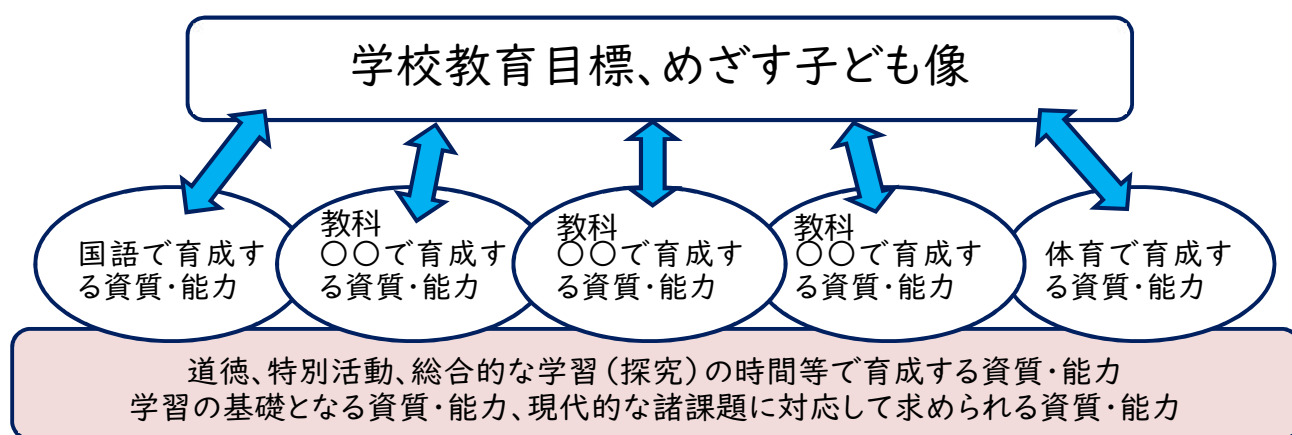 学校教育目標、めざす子ども像
国語で育成す
る資質・能力
教科
〇〇で育成す
る資質・能力
教科
〇〇で育成す
る資質・能力
教科
〇〇で育成す
る資質・能力
体育で育成す
る資質・能力
道徳、特別活動、総合的な学習（探究）の時間等で育成する資質・能力
学習の基礎となる資質・能力、現代的な諸課題に対応して求められる資質・能力